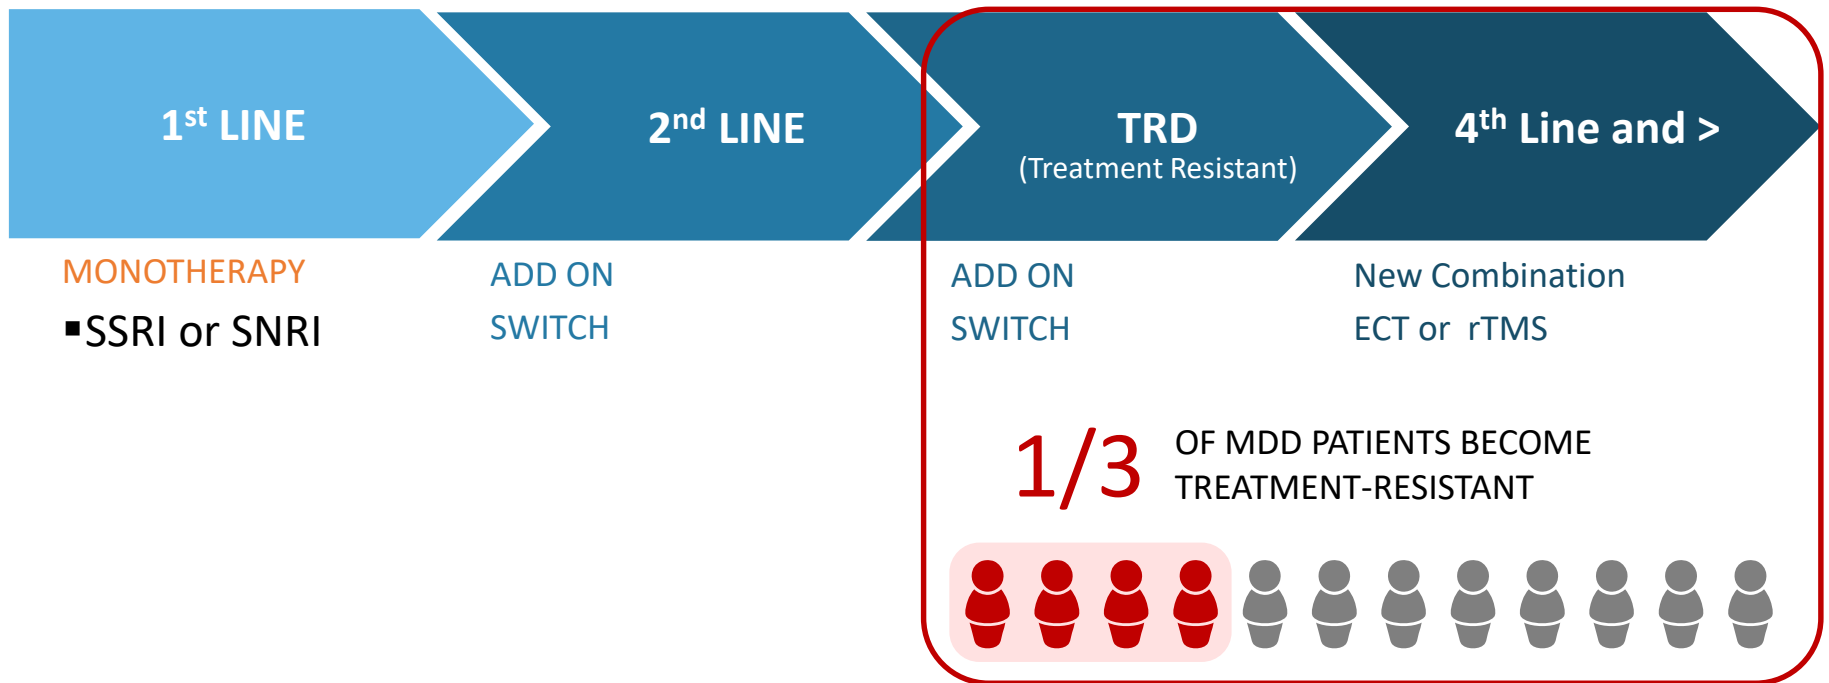 1st LINE
2nd LINE
TRD
(Treatment Resistant)
4th Line and >
MONOTHERAPY
▪SSRI or SNRI
ADD ON
SWITCH
ADD ON
SWITCH
New Combination
ECT or rTMS
1/3
OF MDD PATIENTS BECOME
TREATMENT-RESISTANT